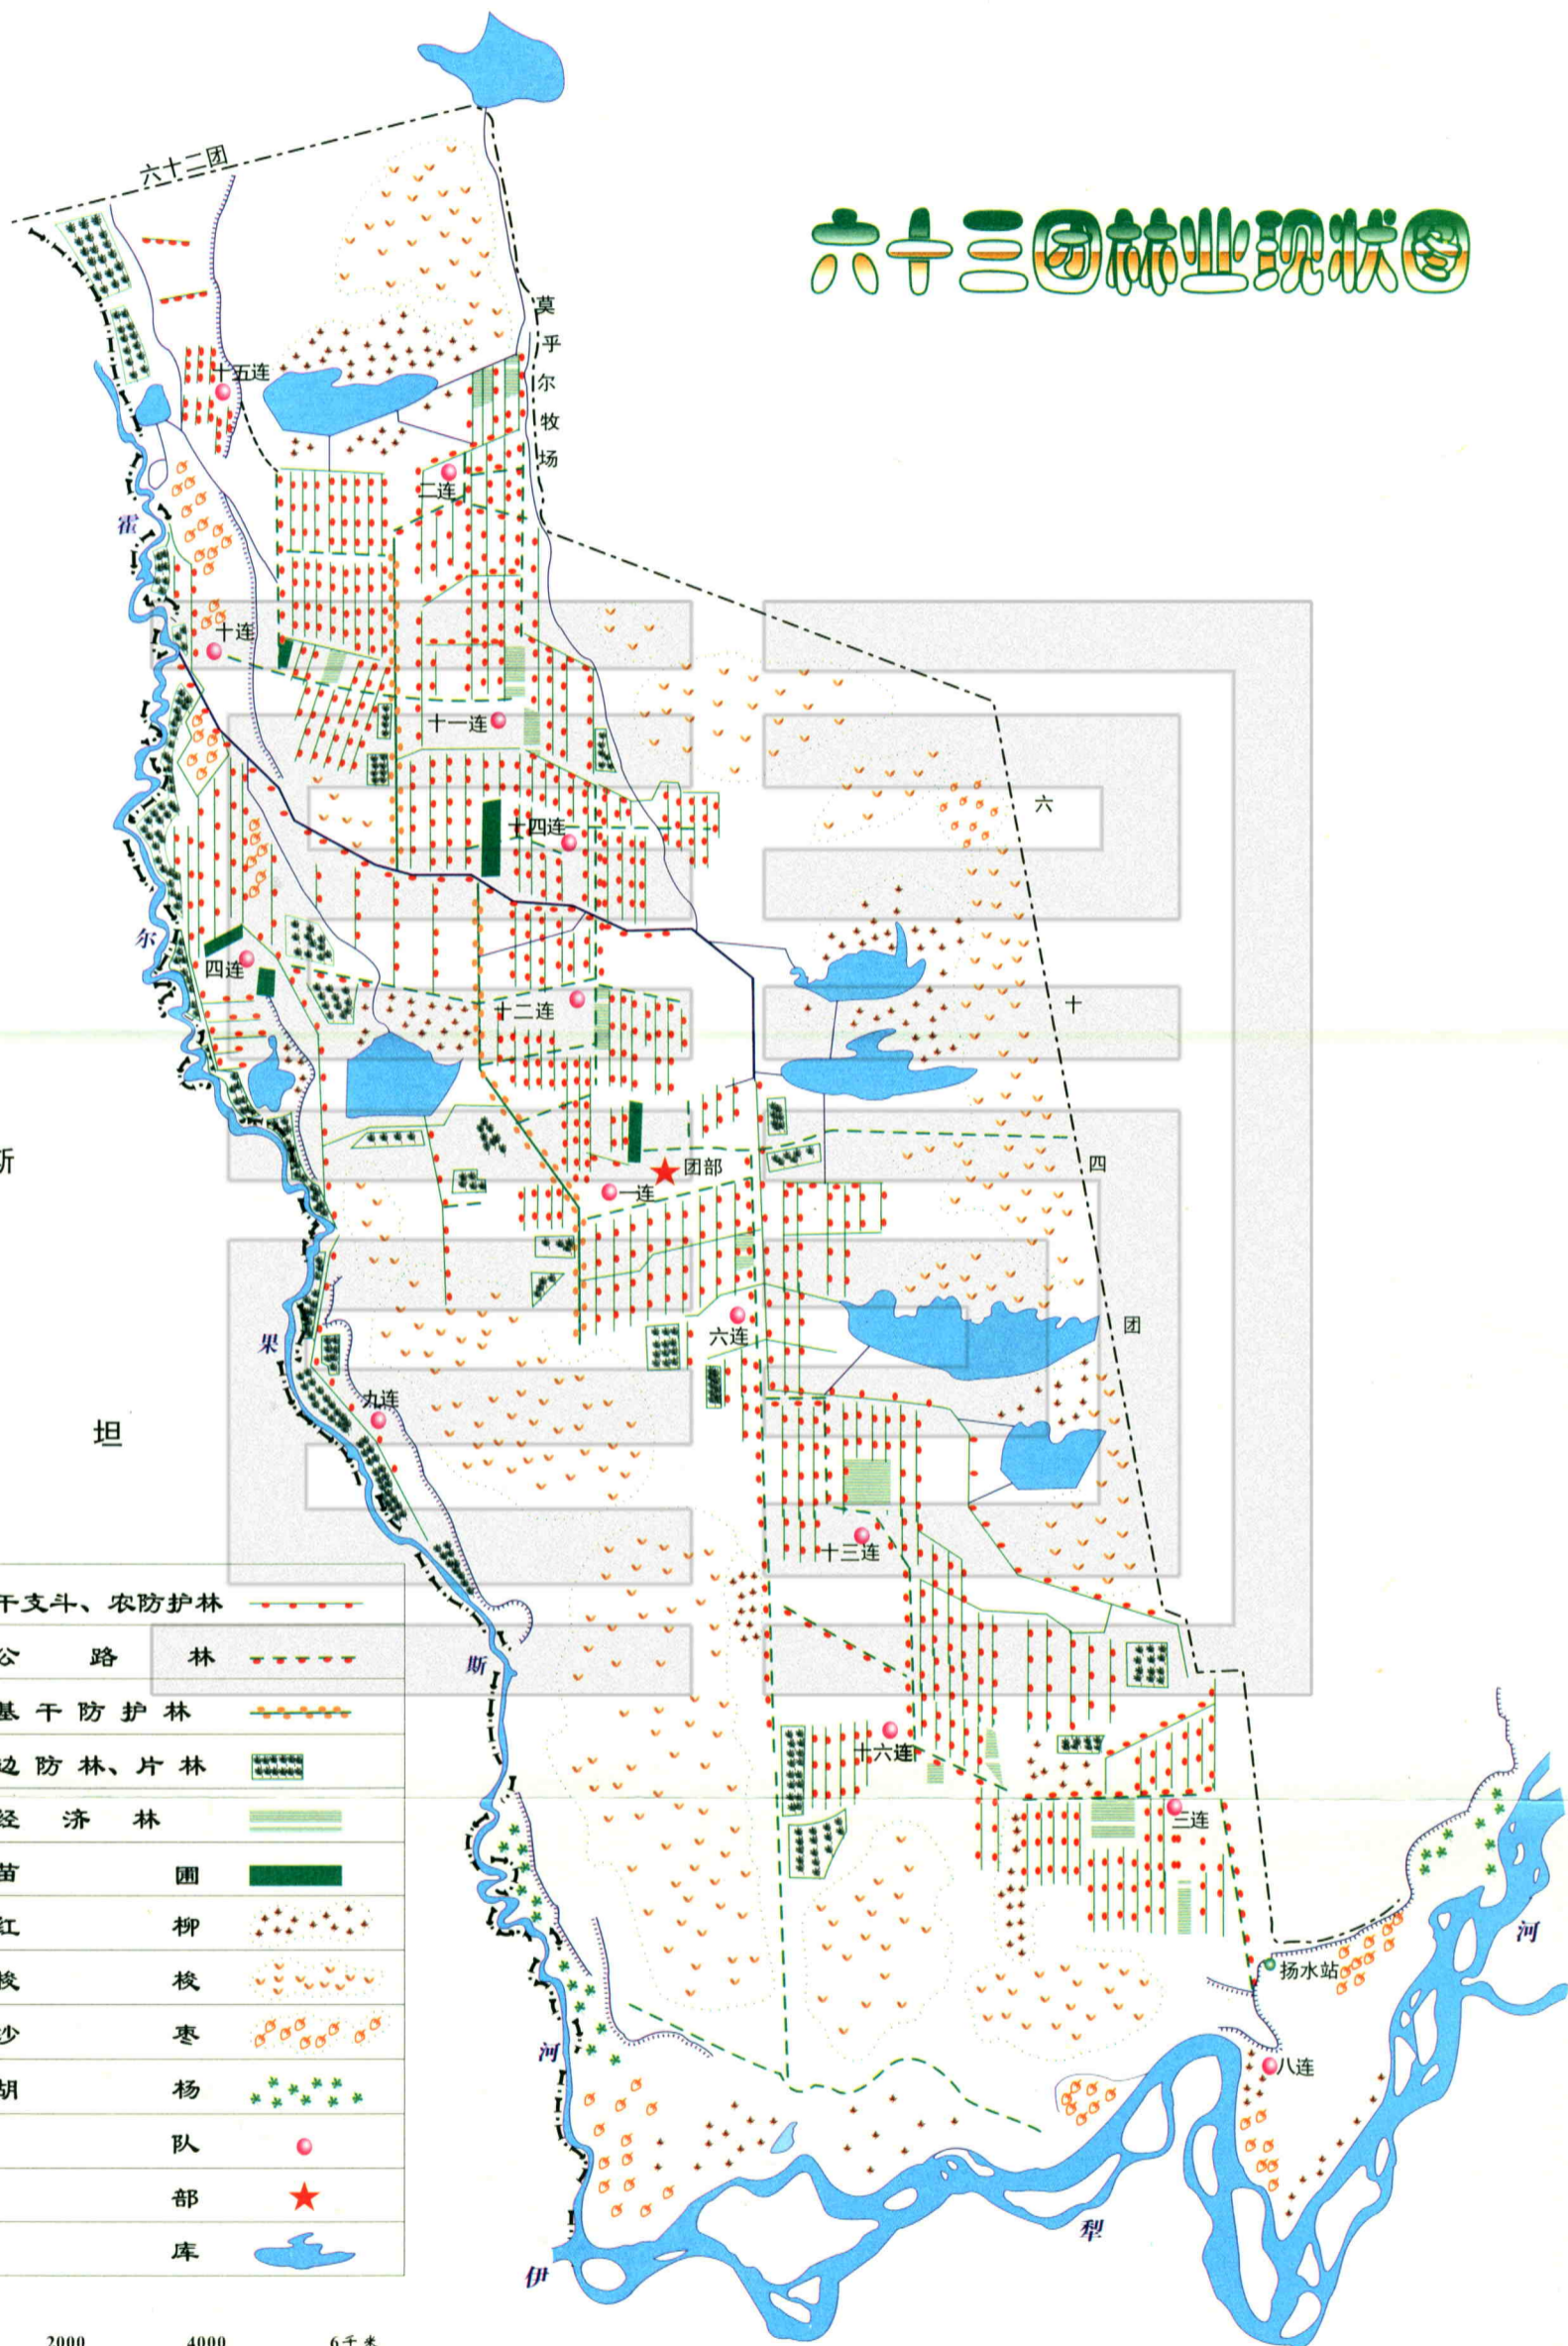 六十三团林业现状图
六十二团
莫乎尔牧场
十五连
二连
霍
十连
十一连
六
十四连
尔
四连
十二连
十
斯
四
团部
一连
团
果
六连
九连
坦
十三连
干支斗、农防护林
公路林
斯
基干防护林
边防林、片林
十六连
经济林
三连
苗圃
红柳
河
梭梭
扬水站
沙枣
河
八连
胡杨
队
部
犁
库
伊
2000 4000 6千米